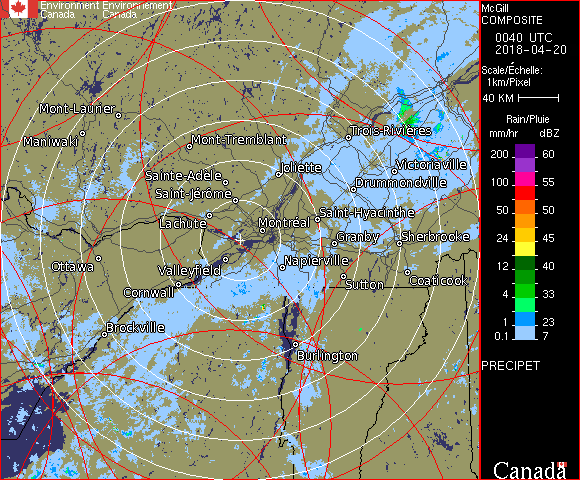 Environment Environnement
Canada Canada
Mont-Laurier
Maniwaki
Mont-Tremblant
Trois-Rivières
Joliette
Victoriaville
Sainte-Adèle
Drummondville
Saint-Jérôme
Saint-Hyacinthe
Lachute
Montréal
Granby
Sherbrooke
Ottawa
Valleyfield
Napierville
Coaticook
Sutton
Cornwall
Brockville
Burlington
McGill
COMPOSITE
0040 UTC
2018-04-20
Scale/Échelle:
1km/Pixel
40 KM
Rain/Pluie
mm/hr dBZ
200 60
150 57
100 55
50 50
24 45
12 40
4 33
1 23
0.1 7
PRECIPET
Canada